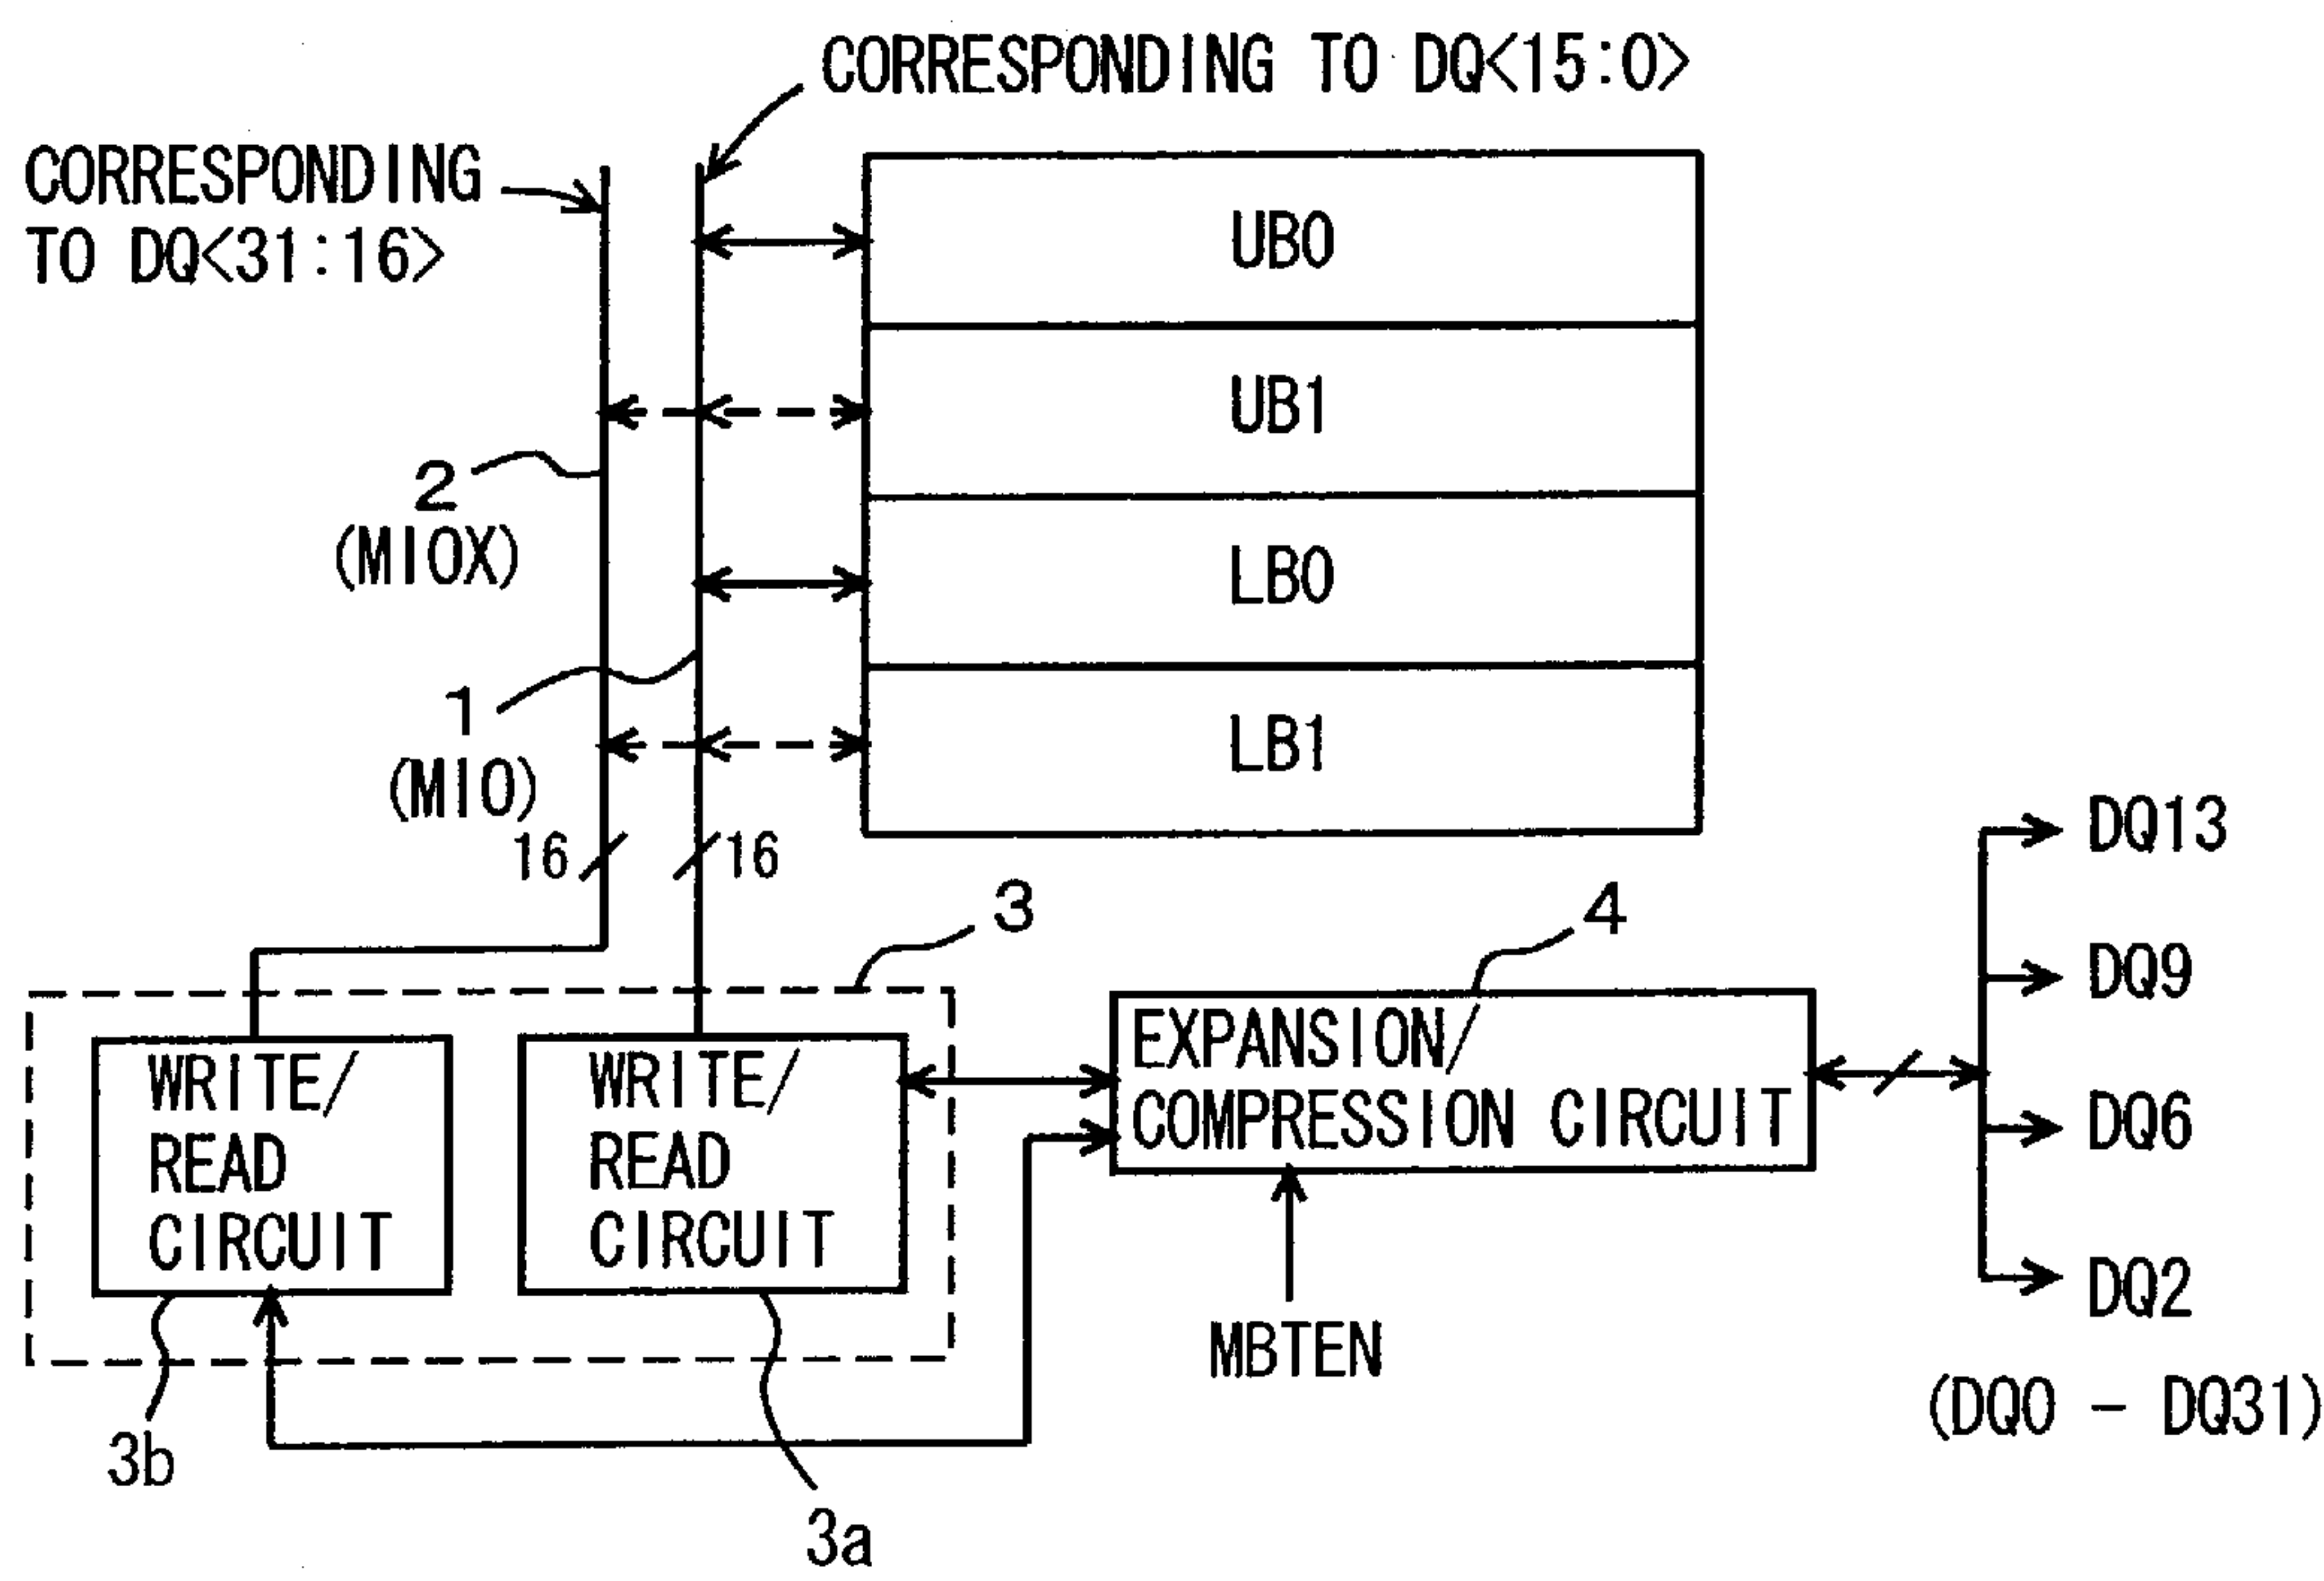 CORRESPONDING TO DQ<15:0>
CORRESPONDING
TO DQ<31:16>
UB0
UB1
2
(MIOX)
LB0
1
(MIO)
LB1
16
16
3
4
DQ13
DQ9
DQ6
DQ2
(DQ0 - DQ31)
WRITE/
READ
CIRCUIT
WRITE/
READ
CIRCUIT
EXPANSION/
COMPRESSION CIRCUIT
MBTEN
3b
3a